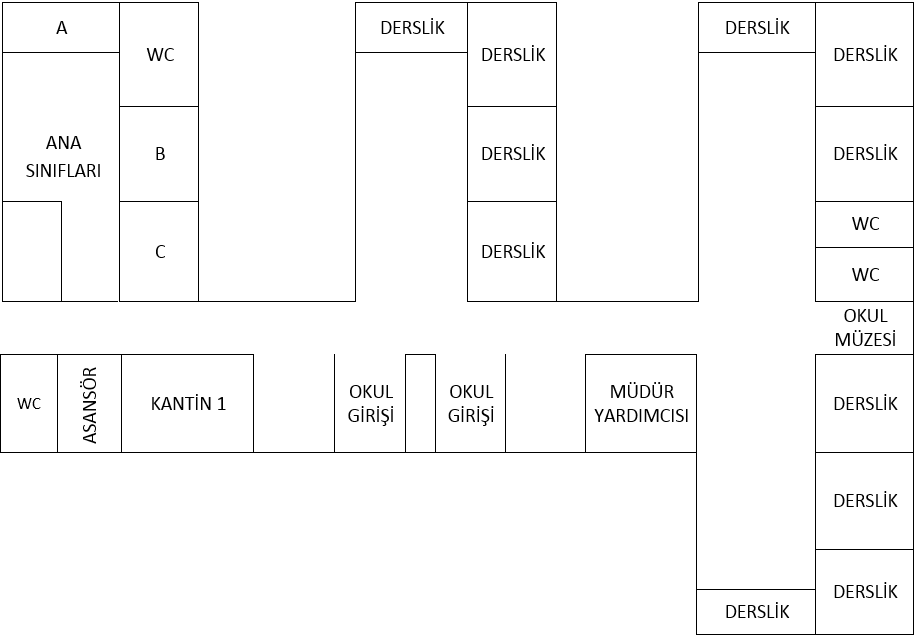 A
WC
DERSLİK
DERSLİK
DERSLİK
DERSLİK
ANA
SINIFLARI
B
DERSLİK
DERSLİK
C
DERSLİK
WC
WC
OKUL
MÜZESİ
WC
ASANSÖR
KANTİN 1
OKUL
GİRİŞİ
OKUL
GİRİŞİ
MÜDÜR
YARDIMCISI
DERSLİK
DERSLİK
DERSLİK
DERSLİK